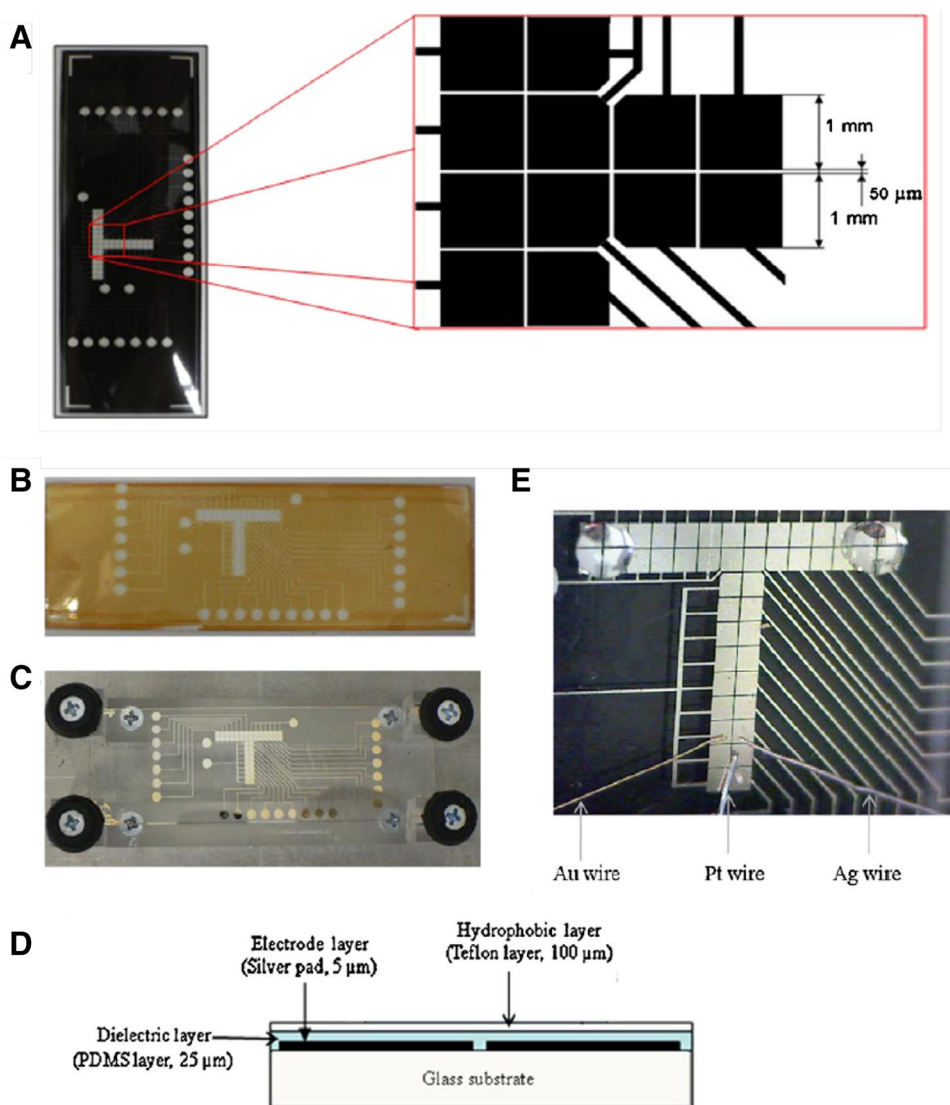 A
1 mm
50 µm
1 mm
B
E
C
Au wire
Pt wire
Ag wire
D
Hydrophobic layer
(Teflon layer, 100 µm)
Electrode layer
(Silver pad, 5 µm)
Dielectric layer
(PDMS layer, 25 µm)
Glass substrate